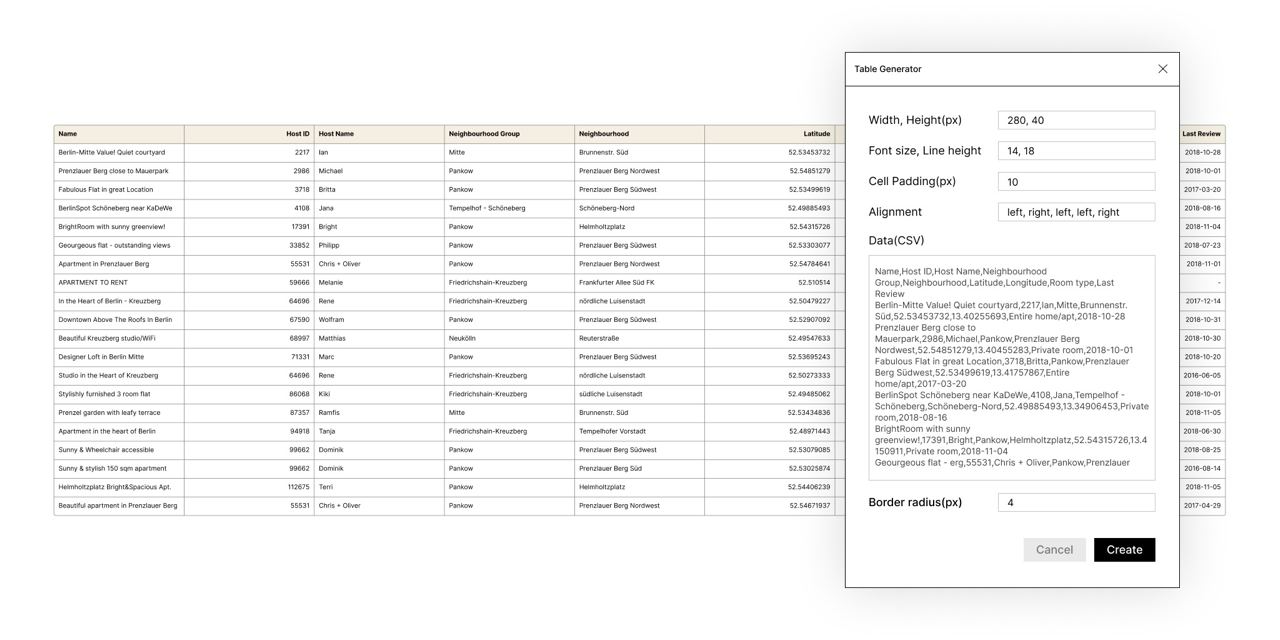 Name Host ID Host Name Neighbourhood Group Neighbourhood Latitude Last Review
Berlin-Mitte Value! Quiet courtyard 2217 Ian Mitte Brunnenstr. Süd 52.53453732 2018-10-28
Prenzlauer Berg close to Mauerpark 2986 Michael Pankow Prenzlauer Berg Nordwest 52.54851279 2018-10-01
Fabulous Flat in great Location 3718 Britta Pankow Prenzlauer Berg Südwest 52.53499619 2017-03-20
BerlinSpot Schöneberg near KaDeWe 4108 Jana Tempelhof - Schöneberg Schöneberg-Nord 52.49885493 2018-08-16
BrightRoom with sunny greenview! 17391 Bright Pankow Helmholtzplatz 52.54315726 2018-11-04
Geourgeous flat - outstanding views 33852 Philipp Pankow Prenzlauer Berg Südwest 52.53303077 2018-07-23
Apartment in Prenzlauer Berg 55531 Chris + Oliver Pankow Prenzlauer Berg Nordwest 52.54784641 2018-11-01
APARTMENT TO RENT 59666 Melanie Friedrichshain-Kreuzberg Frankfurter Allee Süd FK 52.510514 -
In the Heart of Berlin - Kreuzberg 64696 Rene Friedrichshain-Kreuzberg nördliche Luisenstadt 52.50479227 2017-12-14
Downtown Above The Roofs In Berlin 67590 Wolfram Pankow Prenzlauer Berg Südwest 52.52907092 2018-10-31
Beautiful Kreuzberg studio/WiFi 68997 Matthias Neukölln Reuterstraße 52.49547633 2018-10-30
Designer Loft in Berlin Mitte 71331 Marc Pankow Prenzlauer Berg Südwest 52.53695243 2018-10-20
Studio in the Heart of Kreuzberg 64696 Rene Friedrichshain-Kreuzberg nördliche Luisenstadt 52.50273333 2016-06-05
Stylishly furnished 3 room flat 86068 Kiki Friedrichshain-Kreuzberg südliche Luisenstadt 52.49485062 2018-10-01
Prenzel garden with leafy terrace 87357 Ramfis Mitte Brunnenstr. Süd 52.53434836 2018-11-05
Apartment in the heart of Berlin 94918 Tanja Friedrichshain-Kreuzberg Tempelhofer Vorstadt 52.48971443 2018-06-30
Sunny & Wheelchair accessible 99662 Dominik Pankow Prenzlauer Berg Südwest 52.53079085 2018-08-25
Sunny & stylish 150 sqm apartment 99662 Dominik Pankow Prenzlauer Berg Süd 52.53025874 2016-08-14
Helmholtzplatz Bright&Spacious Apt. 112675 Terri Pankow Helmholtzplatz 52.54406239 2018-11-05
Beautiful apartment in Prenzlauer Berg 55531 Chris + Oliver Pankow Prenzlauer Berg Nordwest 52.54671937 2017-04-29
Table Generator
Width, Height(px) 280, 40
Font size, Line height 14, 18
Cell Padding(px) 10
Alignment left, right, left, left, right
Data(CSV)
Name,Host ID,Host Name,Neighbourhood
Group,Neighbourhood,Latitude,Longitude,Room type,Last
Review
Berlin-Mitte Value! Quiet courtyard,2217,Ian,Mitte,Brunnenstr.
Süd,52.53453732,13.40255693,Entire home/apt,2018-10-28
Prenzlauer Berg close to
Mauerpark,2986,Michael,Pankow,Prenzlauer Berg
Nordwest,52.54851279,13.40455283,Private room,2018-10-01
Fabulous Flat in great Location,3718,Britta,Pankow,Prenzlauer
Berg Südwest,52.53499619,13.41757867,Entire
home/apt,2017-03-20
BerlinSpot Schöneberg near KaDeWe,4108,Jana,Tempelhof -
Schöneberg,Schöneberg-Nord,52.49885493,13.34906453,Private
room,2018-08-16
BrightRoom with sunny
greenview!,17391,Bright,Pankow,Helmholtzplatz,52.54315726,13.4
150911,Private room,2018-11-04
Geourgeous flat - erg,55531,Chris + Oliver,Pankow,Prenzlauer
Border radius(px) 4
Cancel Create